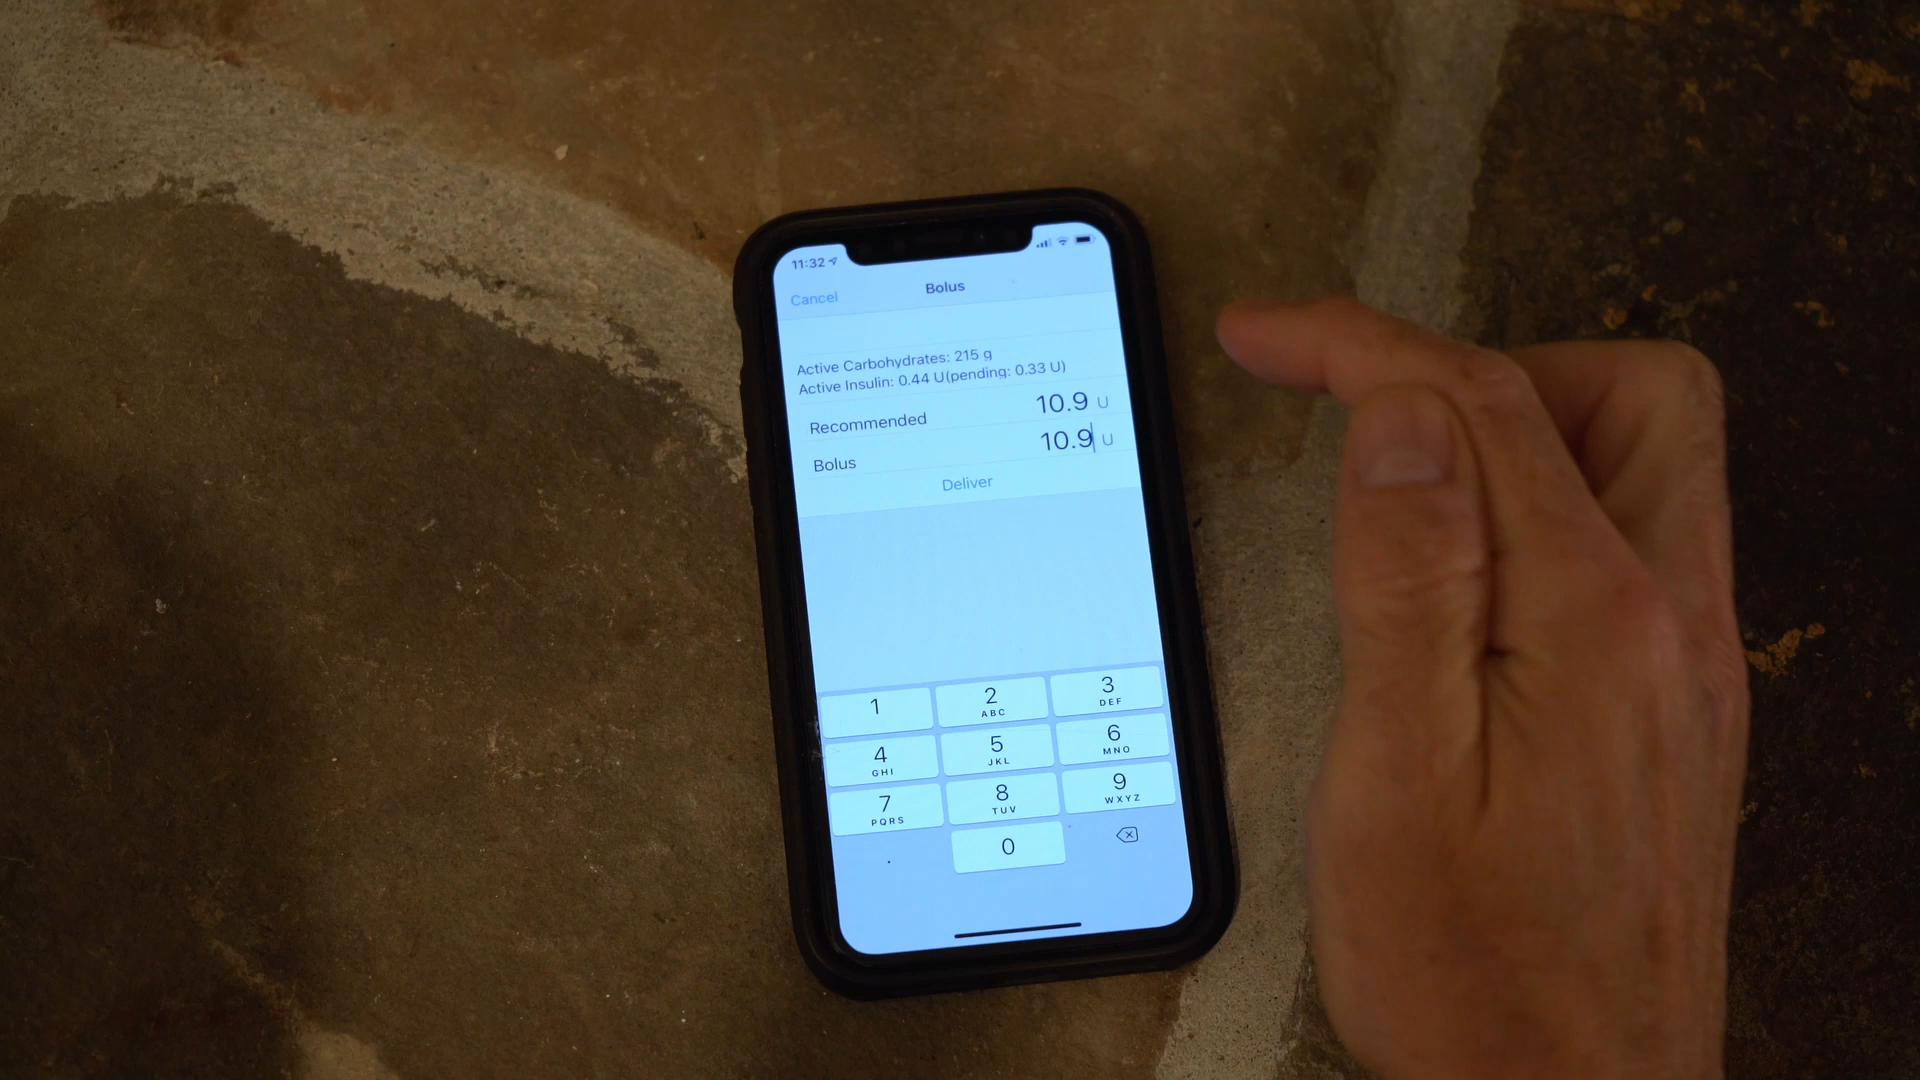 11:32
Cancel
Bolus
Active Carbohydrates: 215 g
Active Insulin: 0.44 U(pending: 0.33 U)
Recommended 10.9 U
Bolus 10.9 U
Deliver
1 2 3
ABC DEF
4 5 6
GHI JKL MNO
7 8 9
PQRS TUV WXYZ
. 0